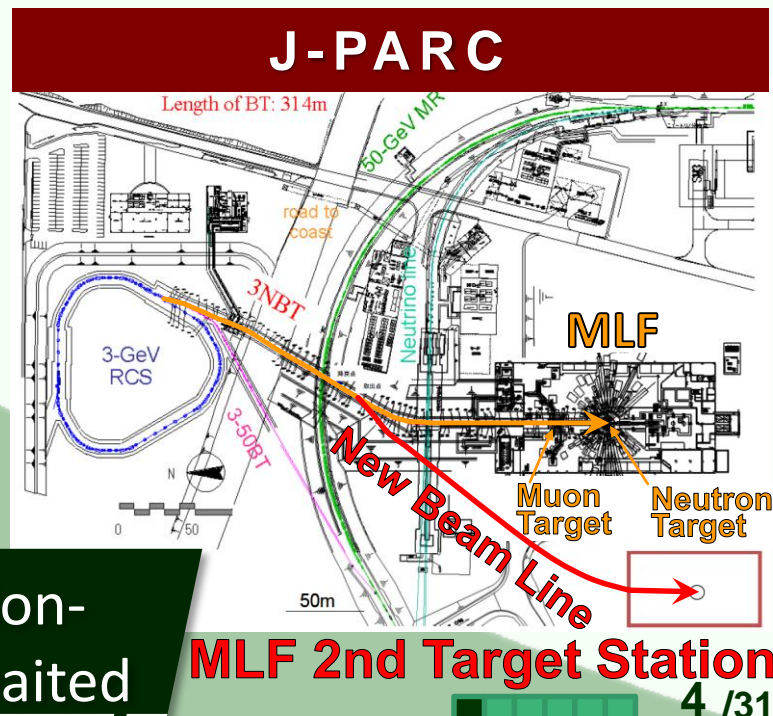 J-PARC
Length of BT: 314m
50-GeV MR
road to
coast
3NBT
Neutrino line
MLF
3-GeV
RCS
3-50BT
N
0 50
New Beam Line
Muon
Target
Neutron
Target
50m
on-
aited
MLF 2nd Target Station
4 /31